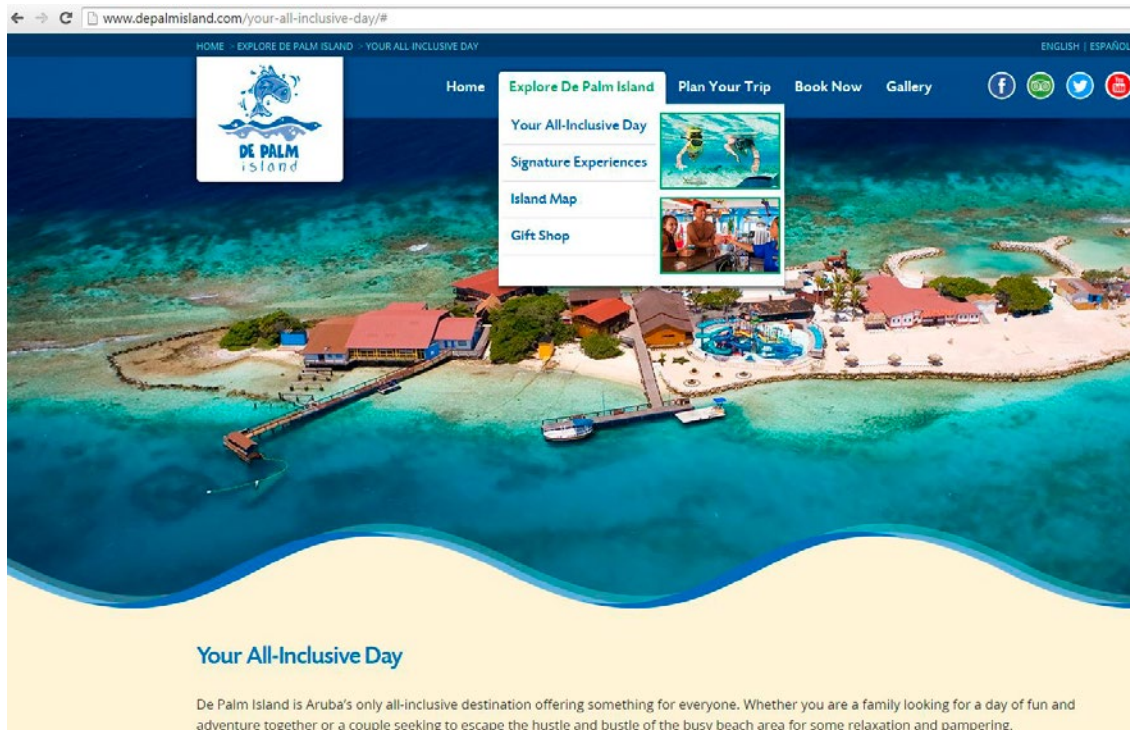 www.depalmisland.com/your-all-inclusive-day/#
HOME > EXPLORE DE PALM ISLAND > YOUR ALL INCLUSIVE DAY
ENGLISH | ESPAÑOL
DE PALM
island
Home
Explore De Palm Island
Plan Your Trip
Book Now
Gallery
f
You
Tube
Your All-Inclusive Day
Signature Experiences
Island Map
Gift Shop
Your All-Inclusive Day
De Palm Island is Aruba's only all-inclusive destination offering something for everyone. Whether you are a family looking for a day of fun and
adventure together or a couple seeking to escape the hustle and bustle of the busy beach area for some relaxation and pampering.